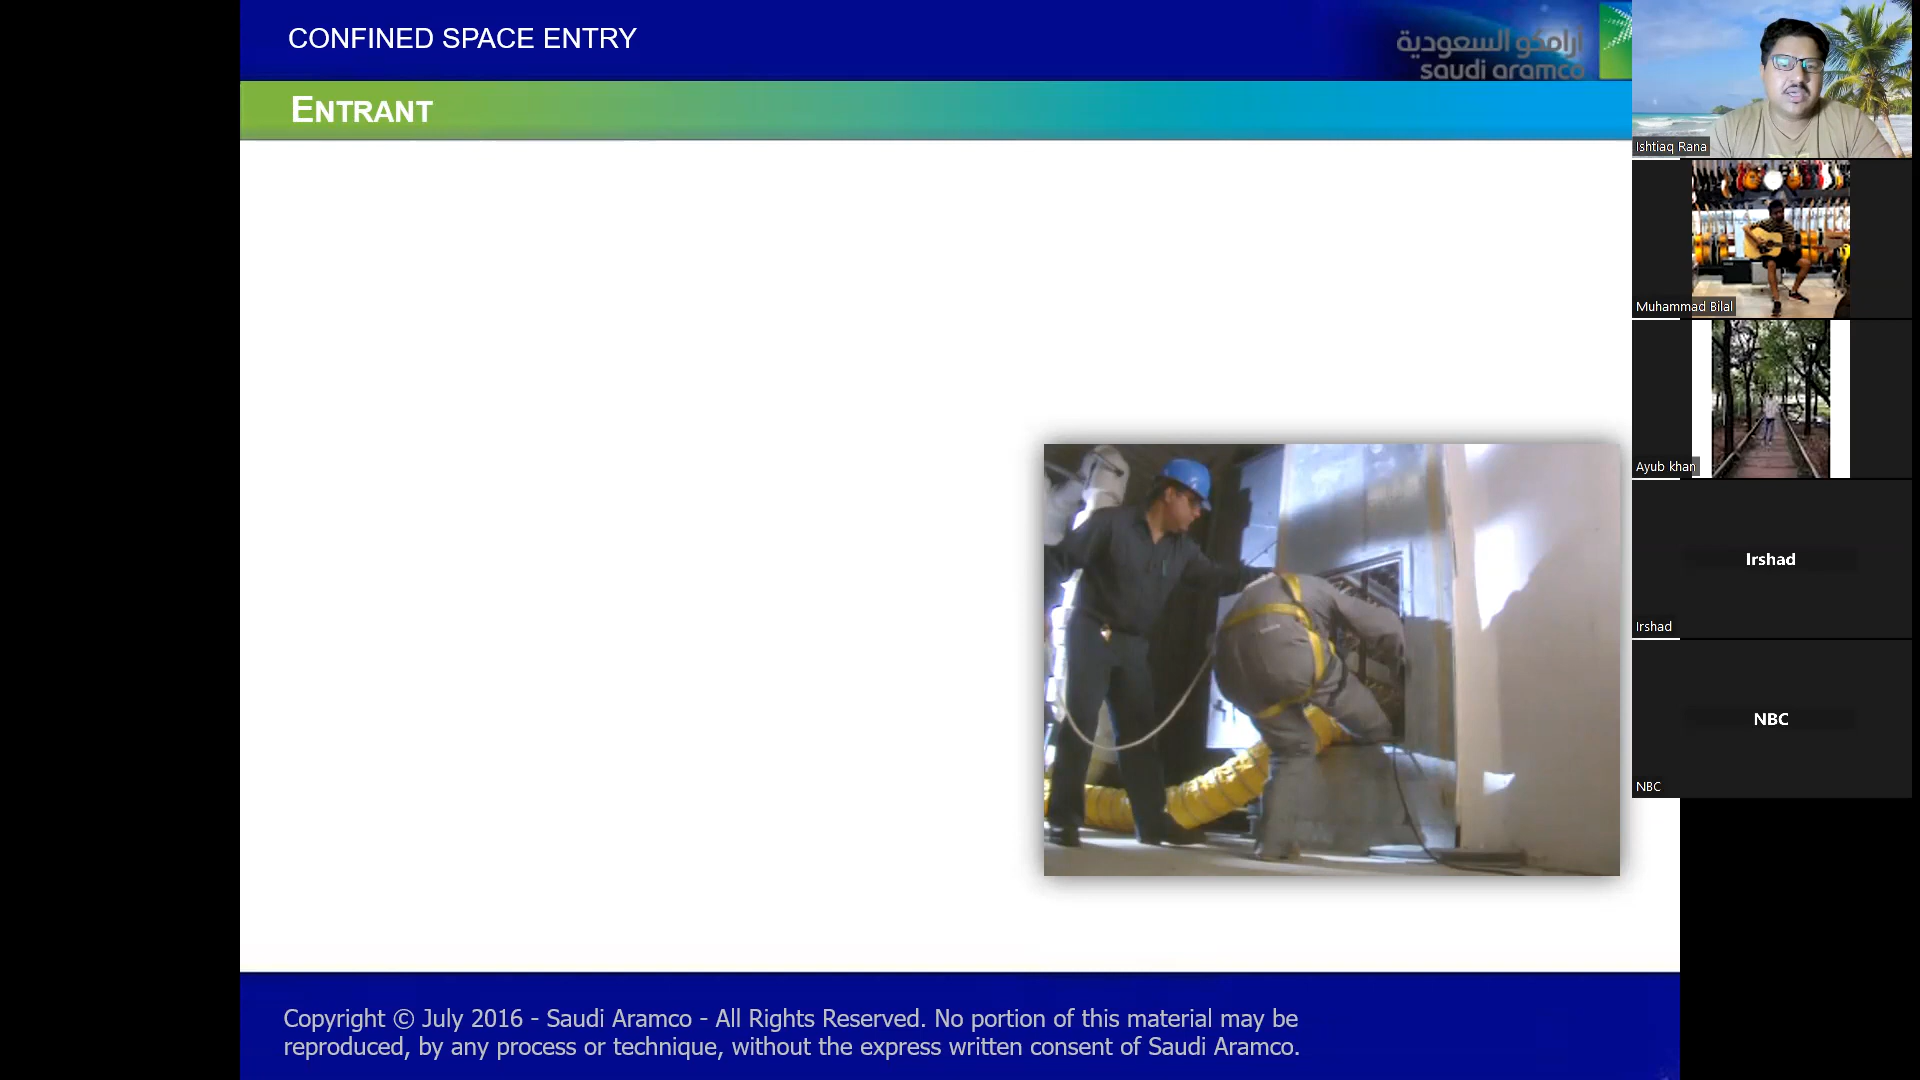 CONFINED SPACE ENTRY
أرامكو السعودية
saudi aramco
ENTRANT
Ishtiaq Rana
Muhammad Bilal
Ayub khan
Irshad
Irshad
NBC
NBC
Copyright © July 2016 - Saudi Aramco - All Rights Reserved. No portion of this material may be
reproduced, by any process or technique, without the express written consent of Saudi Aramco.